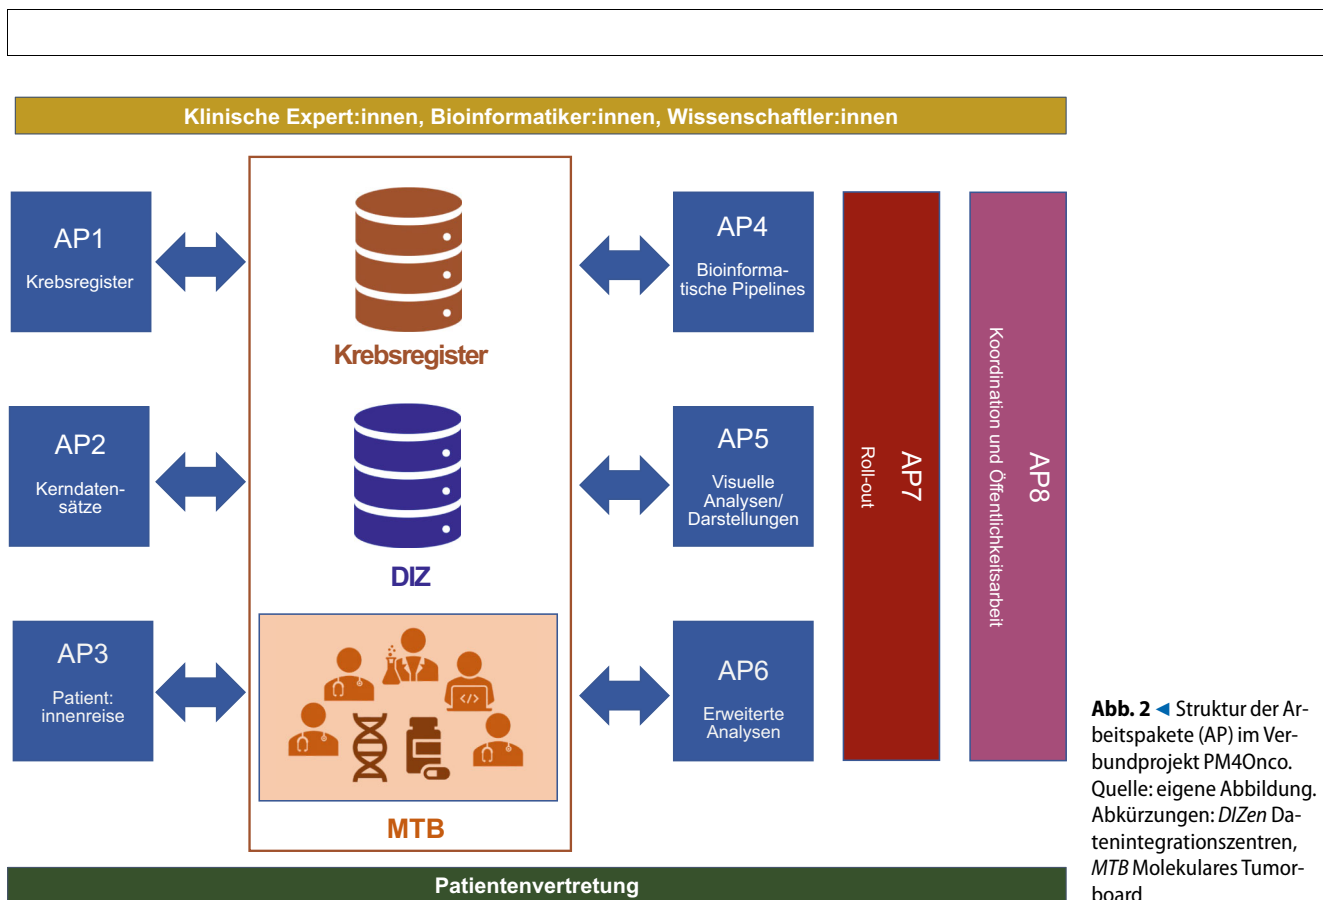 Klinische Expert:innen, Bioinformatiker:innen, Wissenschaftler:innen
AP1
Krebsregister
Krebsregister
AP4
Bioinforma-
tische Pipelines
AP2
Kerndaten-
sätze
DIZ
AP5
Visuelle
Analysen/
Darstellungen
AP3
Patient:
innenreise
</>
MTB
AP6
Erweiterte
Analysen
AP7
Roll-out
AP8
Koordination und Öffentlichkeitsarbeit
Patientenvertretung
Abb. 2 ◄ Struktur der Ar-
beitspakete (AP) im Ver-
bundprojekt PM4Onco.
Quelle: eigene Abbildung.
Abkürzungen: DIZen Da-
tenintegrationszentren,
MTB Molekulares Tumor-
board